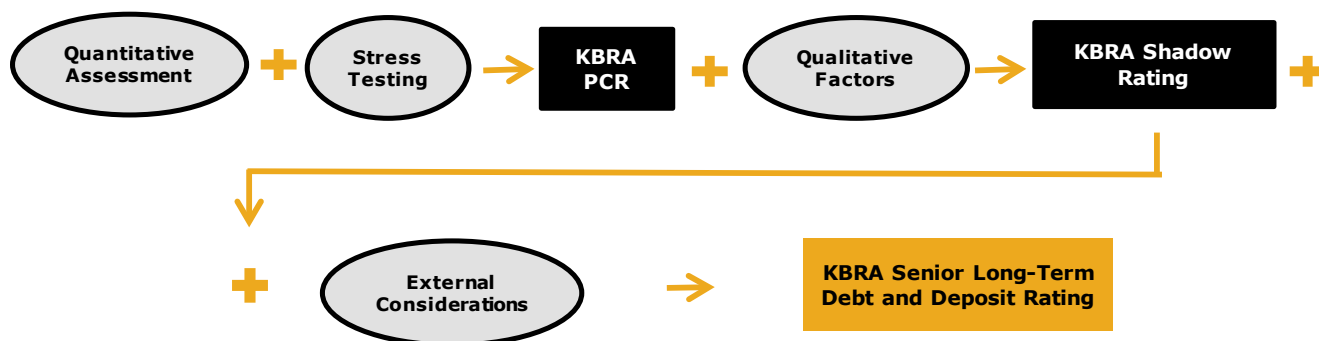 Quantitative
Assessment
Stress
Testing
KBRA
PCR
Qualitative
Factors
KBRA Shadow
Rating
External
Considerations
KBRA Senior Long-Term
Debt and Deposit Rating